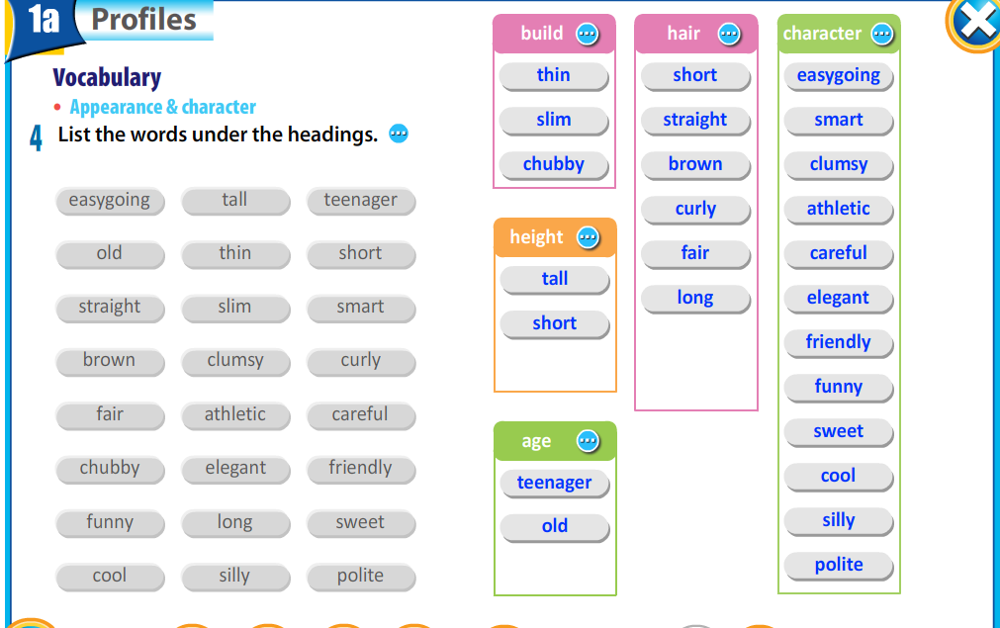 1a Profiles
Vocabulary
• Appearance & character
4 List the words under the headings.
easygoing tall teenager
old thin short
straight slim smart
brown clumsy curly
fair athletic careful
chubby elegant friendly
funny long sweet
cool silly polite
build
thin
slim
chubby
height
tall
short
age
teenager
old
hair
short
straight
brown
curly
fair
long
character
easygoing
smart
clumsy
athletic
careful
elegant
friendly
funny
sweet
cool
silly
polite